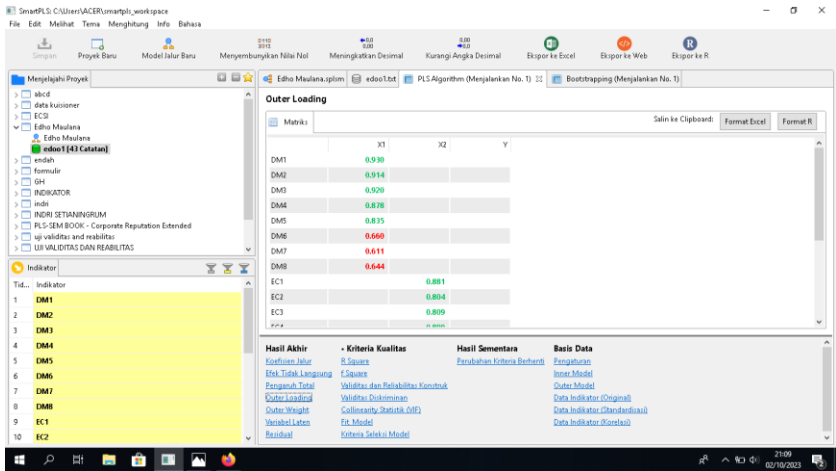 SmartPLS: C:\Users\ACER\smartpls_workspace
File Edit Melihat Tema Menghitung Info Bahasa
Simpan Proyek Baru Model Jalur Baru Menyembunyikan Nilai Nol Meningkatkan Desimal Kurangi Angka Desimal Ekspor ke Excel Ekspor ke Web Ekspor ke R
Menjelajahi Proyek
abcd
data kuisioner
ECSI
Edho Maulana
Edho Maulana
edoo1 [43 Catatan]
endah
formulir
GH
INDIKATOR
indri
INDRI SETIANINGRUM
PLS-SEM BOOK - Corporate Reputation Extended
uji validitas and reabilitas
UJI VALIDITAS DAN REABILITAS
Indikator
Tid... Indikator
1 DM1
2 DM2
3 DM3
4 DM4
5 DM5
6 DM6
7 DM7
8 DM8
9 EC1
10 EC2
Edho Maulana.splsm edoo1.txt PLS Algorithm (Menjalankan No. 1) Bootstrapping (Menjalankan No. 1)
Outer Loading
Matriks Salin ke Clipboard: Format Excel Format R
X1 X2 Y
DM1 0.930
DM2 0.914
DM3 0.920
DM4 0.878
DM5 0.835
DM6 0.660
DM7 0.611
DM8 0.644
EC1 0.881
EC2 0.804
EC3 0.809
Hasil Akhir Kriteria Kualitas Hasil Sementara Basis Data
Koefisien Jalur R Square Perubahan Kriteria Berhenti Pengaturan
Efek Tidak Langsung f Square Inner Model
Pengaruh Total Validitas dan Reliabilitas Konstruk Outer Model
Outer Loading Validitas Diskriminan Data Indikator (Original)
Outer Weight Collinearity Statistik (VIF) Data Indikator (Standardisasi)
Variabel Laten Fit Model Data Indikator (Korelasi)
Residual Kriteria Seleksi Model
21:09
02/10/2023